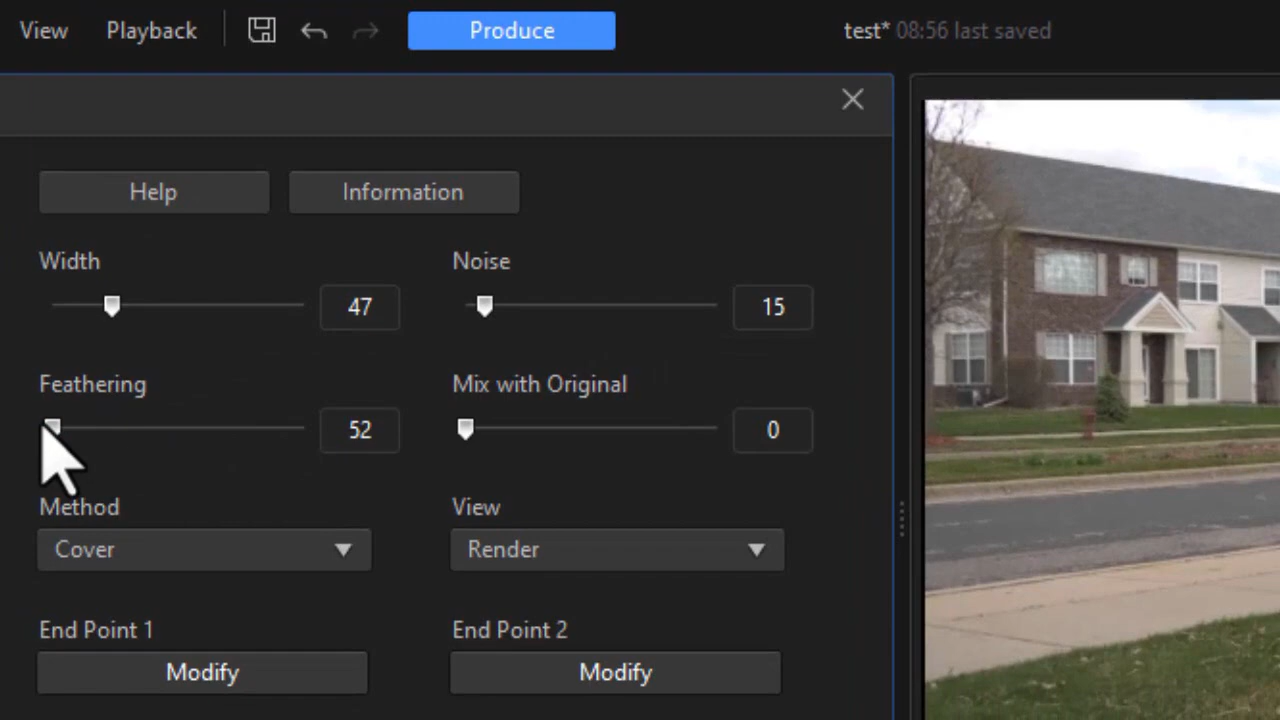 View Playback Produce test* 08:56 last saved
Help Information
Width Noise
47 15
Feathering Mix with Original
52 0
Method View
Cover Render
End Point 1 End Point 2
Modify Modify